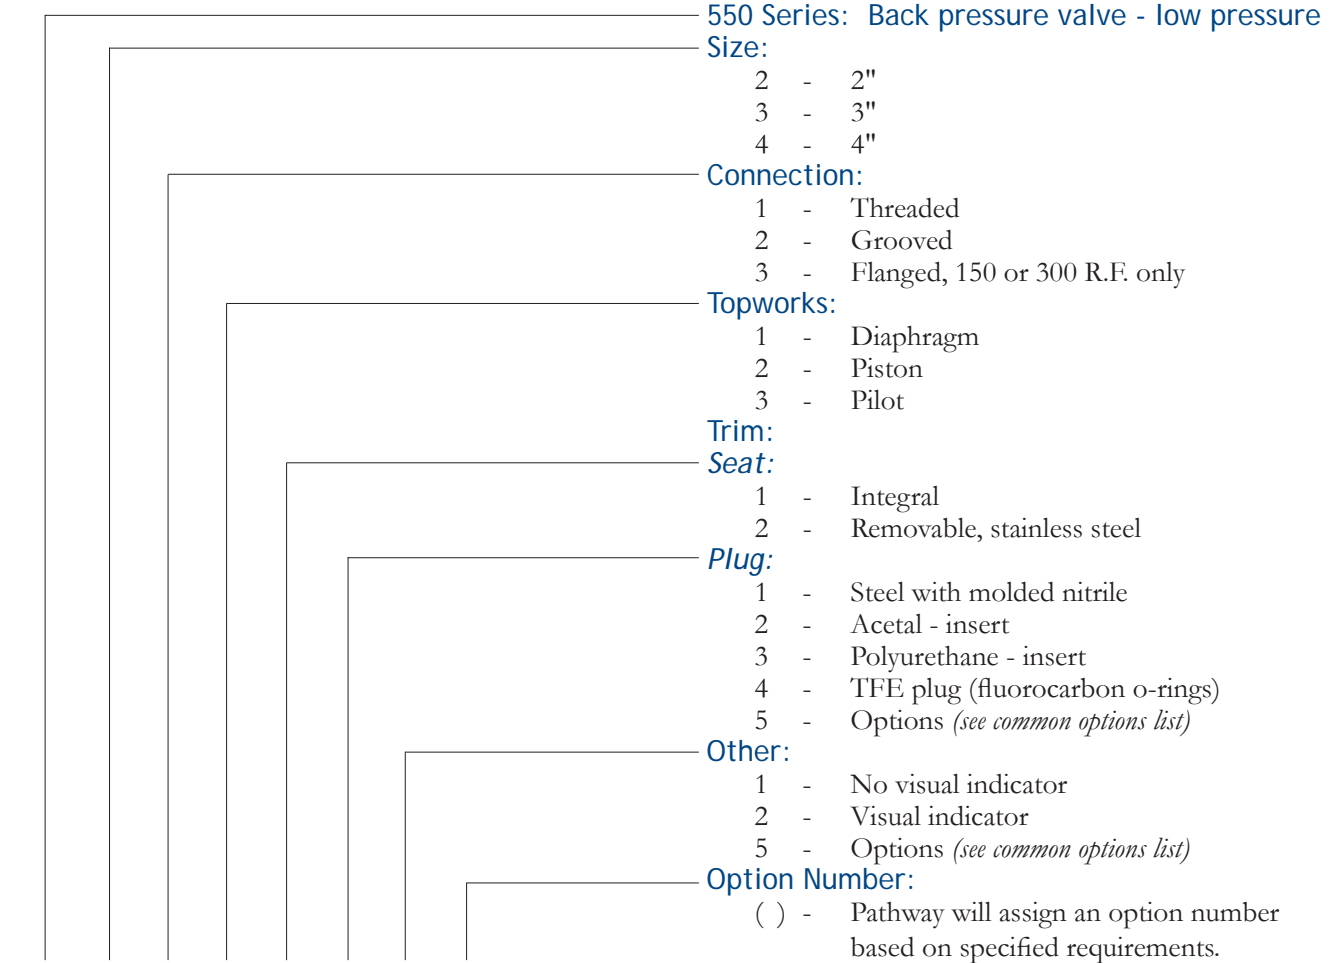 550 Series: Back pressure valve - low pressure
Size:
2 - 2"
3 - 3"
4 - 4"
Connection:
1 - Threaded
2 - Grooved
3 - Flanged, 150 or 300 R.F. only
Topworks:
1 - Diaphragm
2 - Piston
3 - Pilot
Trim:
Seat:
1 - Integral
2 - Removable, stainless steel
Plug:
1 - Steel with molded nitrile
2 - Acetal - insert
3 - Polyurethane - insert
4 - TFE plug (fluorocarbon o-rings)
5 - Options (see common options list)
Other:
1 - No visual indicator
2 - Visual indicator
5 - Options (see common options list)
Option Number:
( ) - Pathway will assign an option number
based on specified requirements.